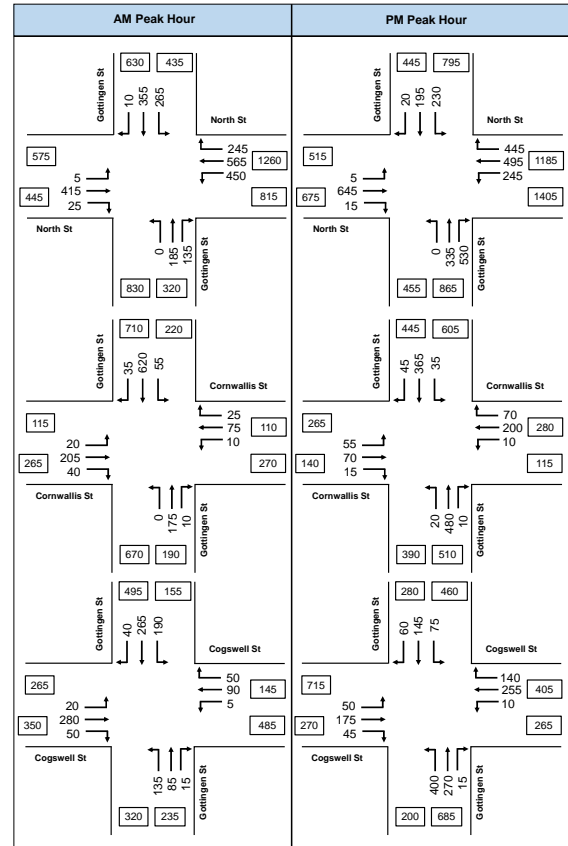 AM Peak Hour
630 435
Gottingen St
10 355 265
North St
575
245
565 1260
450
5
415
445 25
815
North St
0 185 135
Gottingen St
830 320
710 220
Gottingen St
35 620 55
Cornwallis St
115
25
75 110
10
20
205
265 40
270
Cornwallis St
0 175 10
Gottingen St
670 190
495 155
Gottingen St
40 265 190
Cogswell St
265
50
90 145
5
20
280
350 50
485
Cogswell St
135 85 15
Gottingen St
320 235
PM Peak Hour
445 795
Gottingen St
20 195 230
North St
515
445
495 1185
245
5
645
675 15
1405
North St
0 335 530
Gottingen St
455 865
445 605
Gottingen St
45 365 35
Cornwallis St
265
70
200 280
10
55
70
140 15
115
Cornwallis St
20 480 10
Gottingen St
390 510
280 460
Gottingen St
60 145 75
Cogswell St
715
140
255 405
10
50
175
270 45
265
Cogswell St
400 270 15
Gottingen St
200 685